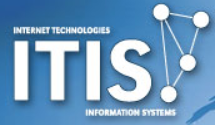 INTERNET TECHNOLOGIES
ITIS
INFORMATION SYSTEMS